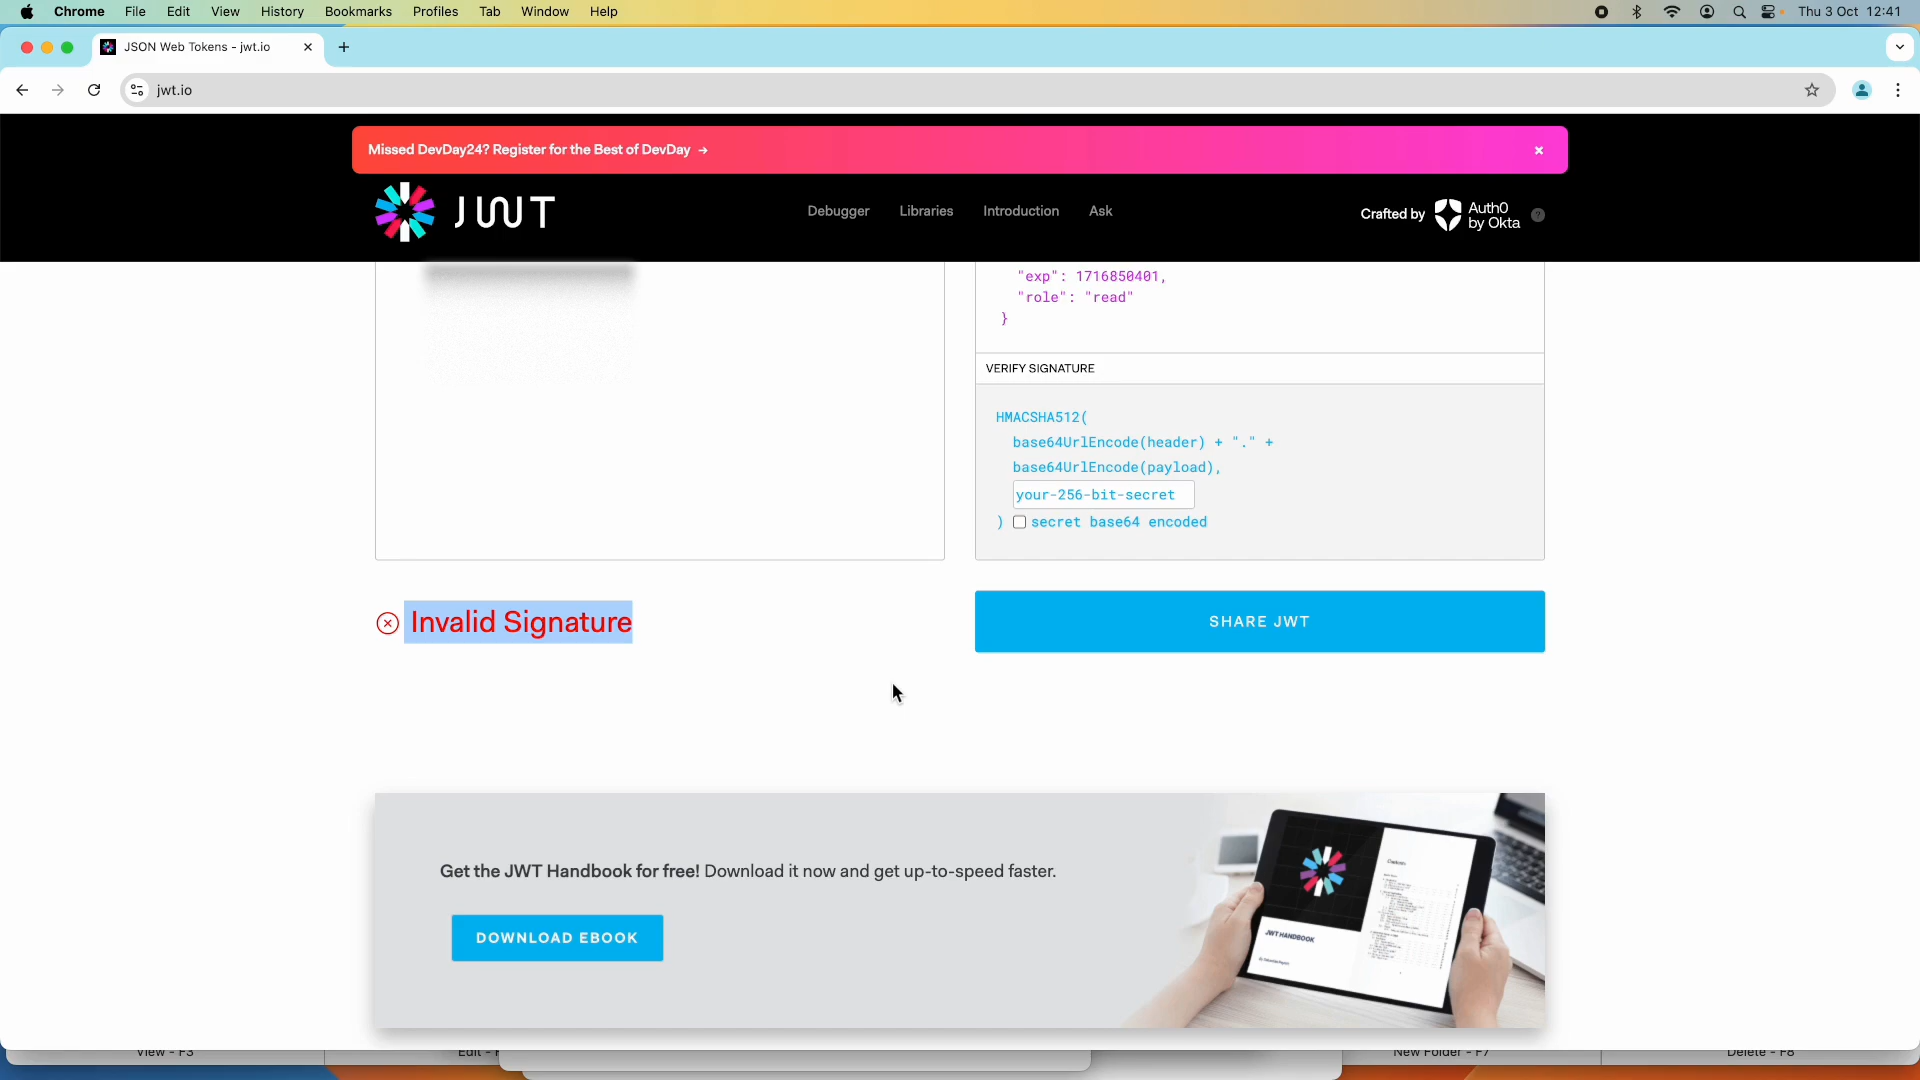 Chrome File Edit View History Bookmarks Profiles Tab Window Help Thu 3 Oct 12:41
JSON Web Tokens - jwt.io
jwt.io
Missed DevDay24? Register for the Best of DevDay →
JWT
Debugger Libraries Introduction Ask
Crafted by Auth0 by Okta ?
"exp": 1716850401,
"role": "read"
}
VERIFY SIGNATURE
HMACSHA512(
base64UrlEncode(header) + "." +
base64UrlEncode(payload),
your-256-bit-secret
) secret base64 encoded
Invalid Signature
SHARE JWT
Get the JWT Handbook for free! Download it now and get up-to-speed faster.
DOWNLOAD EBOOK
JWT HANDBOOK
View - F3
Edit -
New Folder - F7
Delete - F8